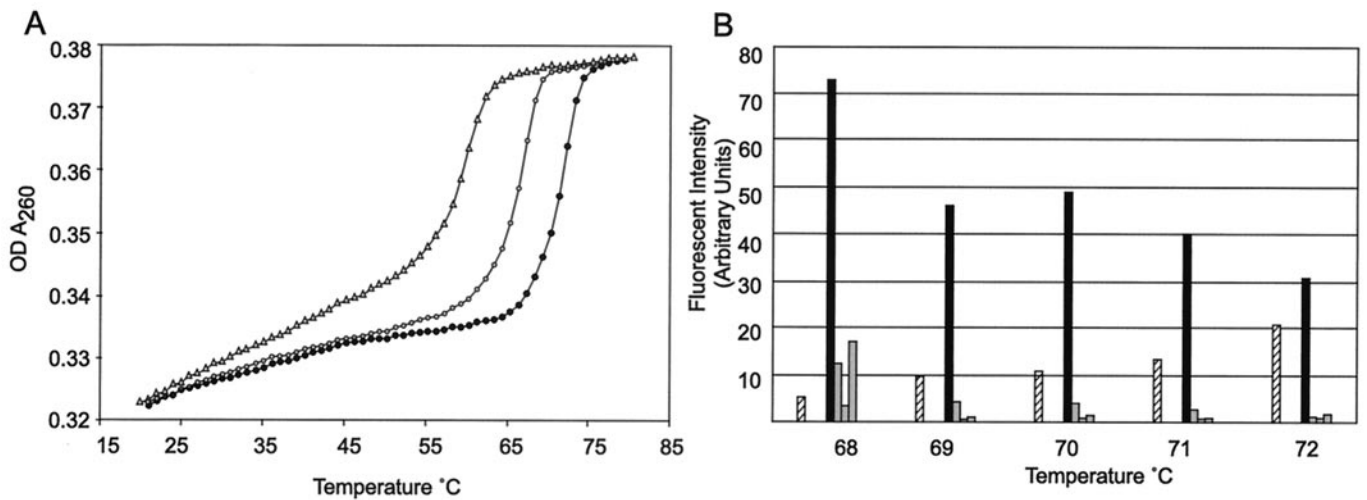 A
OD A260
0.38
0.37
0.36
0.35
0.34
0.33
0.32
15 25 35 45 55 65 75 85
Temperature °C
B
Fluorescent Intensity
(Arbitrary Units)
80
70
60
50
40
30
20
10
68 69 70 71 72
Temperature °C